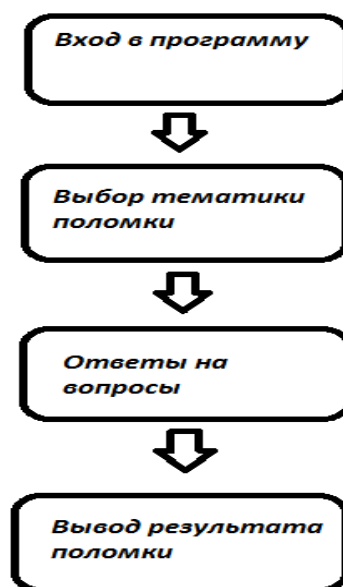 Вход в программу
Выбор тематики
поломки
Ответы на
вопросы
Вывод результата
поломки